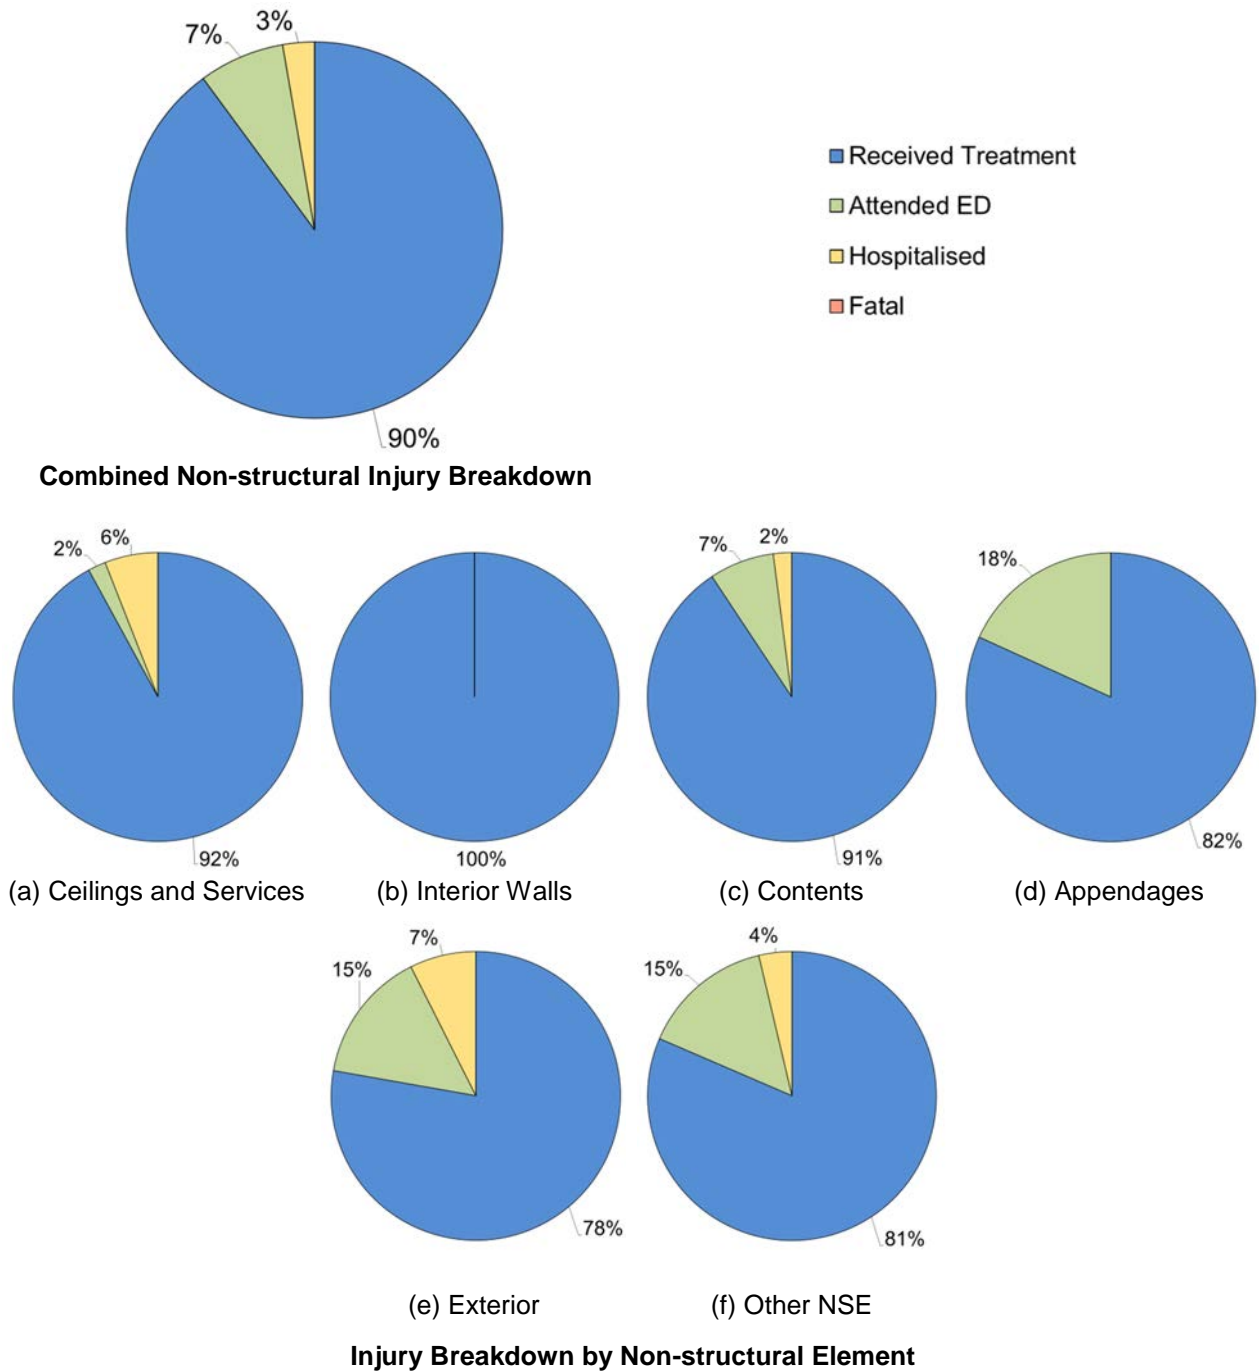 7%
3%
90%
Received Treatment
Attended ED
Hospitalised
Fatal
Combined Non-structural Injury Breakdown
2%
6%
92%
(a) Ceilings and Services
100%
(b) Interior Walls
7%
2%
91%
(c) Contents
18%
82%
(d) Appendages
15%
7%
78%
(e) Exterior
15%
4%
81%
(f) Other NSE
Injury Breakdown by Non-structural Element